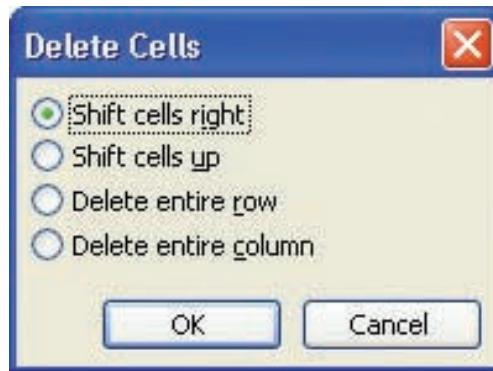 Delete Cells
Shift cells right
Shift cells up
Delete entire row
Delete entire column
OK
Cancel